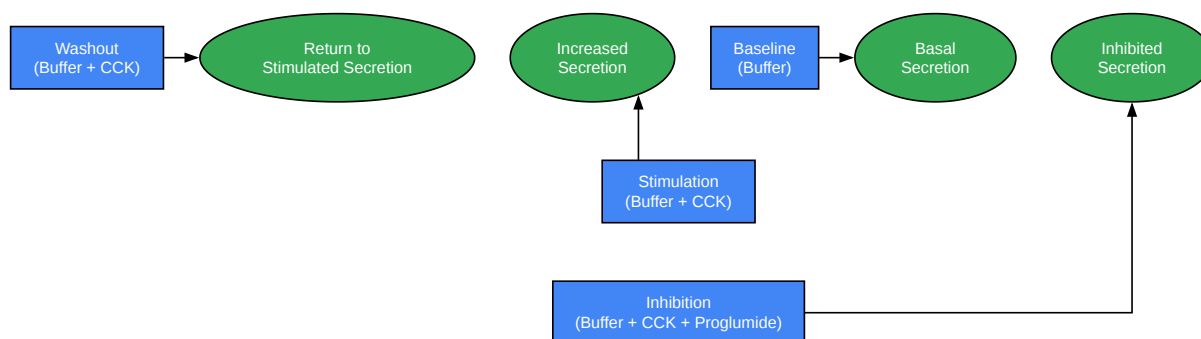 Washout
(Buffer + CCK)
Return to
Stimulated Secretion
Increased
Secretion
Baseline
(Buffer)
Basal
Secretion
Inhibited
Secretion
Stimulation
(Buffer + CCK)
Inhibition
(Buffer + CCK + Proglumide)